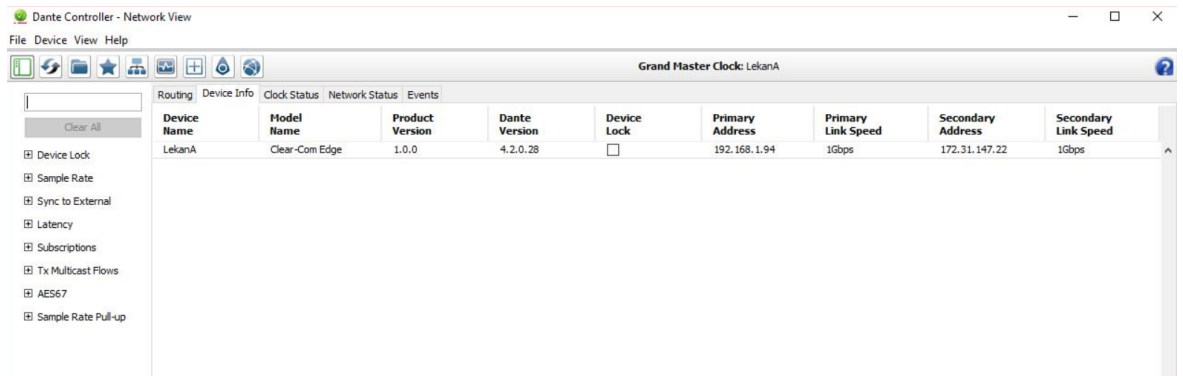 Dante Controller - Network View
File Device View Help
Grand Master Clock: LekanA
Clear All
Device Lock
Sample Rate
Sync to External
Latency
Subscriptions
Tx Multicast Flows
AES67
Sample Rate Pull-up
Routing Device Info Clock Status Network Status Events
Device Name Model Name Product Version Dante Version Device Lock Primary Address Primary Link Speed Secondary Address Secondary Link Speed
LekanA Clear-Com Edge 1.0.0 4.2.0.28 192.168.1.94 1Gbps 172.31.147.22 1Gbps